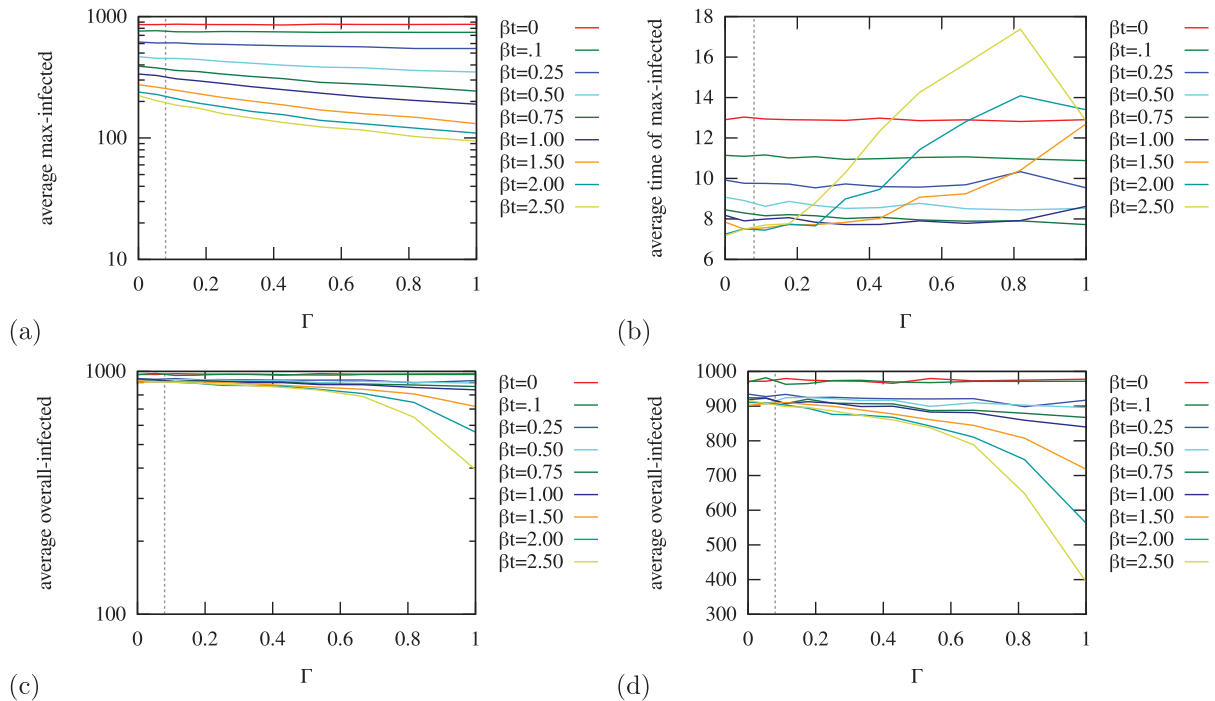 1000
100
10
0
0.2
0.4
0.6
0.8
1
average max-infected
Γ
βt=0
βt=.1
βt=0.25
βt=0.50
βt=0.75
βt=1.00
βt=1.50
βt=2.00
βt=2.50
(a)
18
16
14
12
10
8
6
0
0.2
0.4
0.6
0.8
1
average time of max-infected
Γ
βt=0
βt=.1
βt=0.25
βt=0.50
βt=0.75
βt=1.00
βt=1.50
βt=2.00
βt=2.50
(b)
1000
100
0
0.2
0.4
0.6
0.8
1
average overall-infected
Γ
βt=0
βt=.1
βt=0.25
βt=0.50
βt=0.75
βt=1.00
βt=1.50
βt=2.00
βt=2.50
(c)
1000
900
800
700
600
500
400
300
0
0.2
0.4
0.6
0.8
1
average overall-infected
Γ
βt=0
βt=.1
βt=0.25
βt=0.50
βt=0.75
βt=1.00
βt=1.50
βt=2.00
βt=2.50
(d)